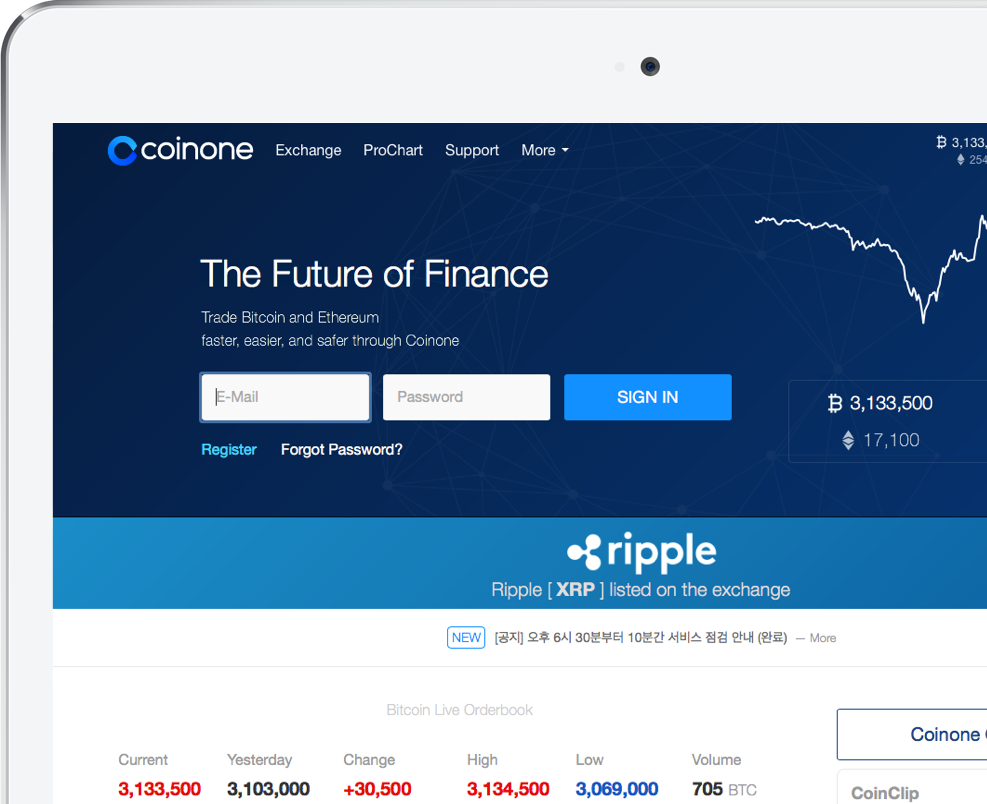 coinone Exchange ProChart Support More
3,133,
254
The Future of Finance
Trade Bitcoin and Ethereum
faster, easier, and safer through Coinone
E-Mail Password SIGN IN
Register Forgot Password?
3,133,500
17,100
ripple
Ripple [ XRP ] listed on the exchange
NEW [공지] 오후 6시 30분부터 10분간 서비스 점검 안내 (완료) — More
Bitcoin Live Orderbook
Current Yesterday Change High Low Volume
3,133,500 3,103,000 +30,500 3,134,500 3,069,000 705 BTC
Coinone
CoinClip